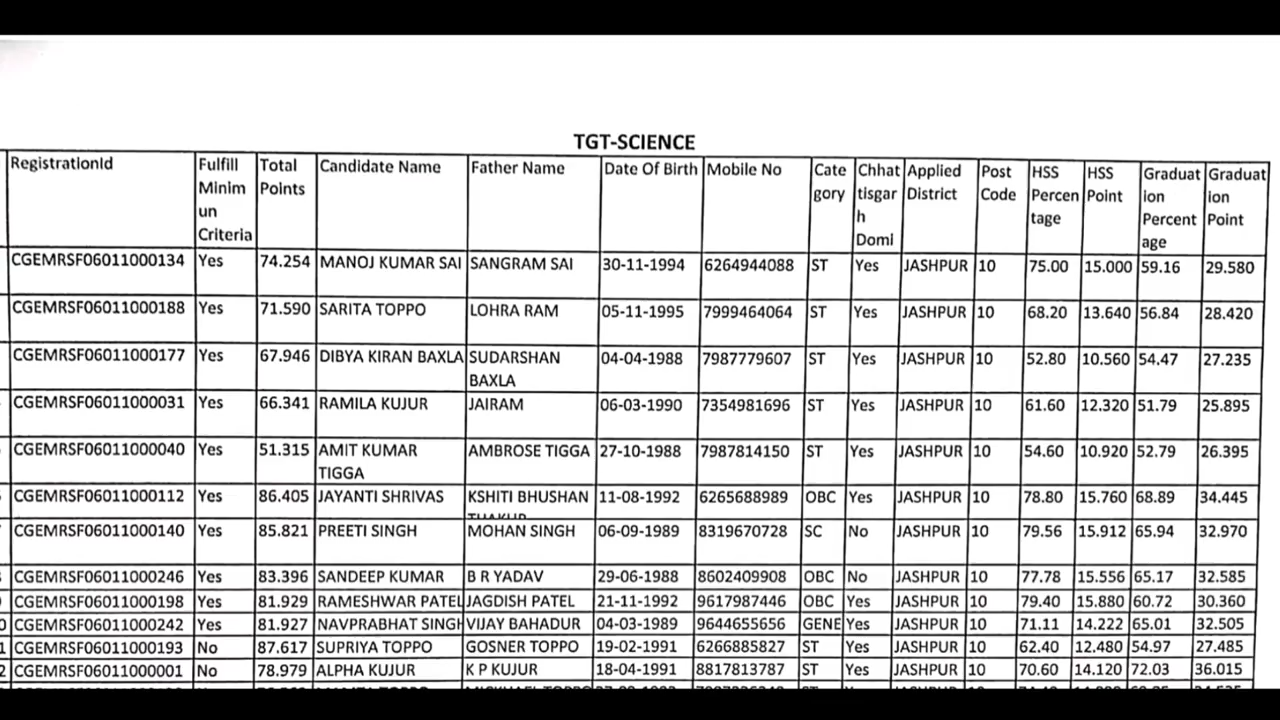 TGT-SCIENCE
RegistrationId Fulfill Minim un Criteria Total Points Candidate Name Father Name Date Of Birth Mobile No Cate gory Chhat tisgar h Domi Applied District Post Code HSS Percen tage HSS Point Graduat ion Percent age Graduat ion Point
CGEMRSF06011000134 Yes 74.254 MANOJ KUMAR SAI SANGRAM SAI 30-11-1994 6264944088 ST Yes JASHPUR 10 75.00 15.000 59.16 29.580
CGEMRSF06011000188 Yes 71.590 SARITA TOPPO LOHRA RAM 05-11-1995 7999464064 ST Yes JASHPUR 10 68.20 13.640 56.84 28.420
CGEMRSF06011000177 Yes 67.946 DIBYA KIRAN BAXLA SUDARSHAN BAXLA 04-04-1988 7987779607 ST Yes JASHPUR 10 52.80 10.560 54.47 27.235
CGEMRSF06011000031 Yes 66.341 RAMILA KUJUR JAIRAM 06-03-1990 7354981696 ST Yes JASHPUR 10 61.60 12.320 51.79 25.895
CGEMRSF06011000040 Yes 51.315 AMIT KUMAR TIGGA AMBROSE TIGGA 27-10-1988 7987814150 ST Yes JASHPUR 10 54.60 10.920 52.79 26.395
CGEMRSF06011000112 Yes 86.405 JAYANTI SHRIVAS KSHITI BHUSHAN 11-08-1992 6265688989 OBC Yes JASHPUR 10 78.80 15.760 68.89 34.445
CGEMRSF06011000140 Yes 85.821 PREETI SINGH MOHAN SINGH 06-09-1989 8319670728 SC No JASHPUR 10 79.56 15.912 65.94 32.970
CGEMRSF06011000246 Yes 83.396 SANDEEP KUMAR B R YADAV 29-06-1988 8602409908 OBC No JASHPUR 10 77.78 15.556 65.17 32.585
CGEMRSF06011000198 Yes 81.929 RAMESHWAR PATEL JAGDISH PATEL 21-11-1992 9617987446 OBC Yes JASHPUR 10 79.40 15.880 60.72 30.360
CGEMRSF06011000242 Yes 81.927 NAVPRABHAT SINGH VIJAY BAHADUR 04-03-1989 9644655656 GENE Yes JASHPUR 10 71.11 14.222 65.01 32.505
CGEMRSF06011000193 No 87.617 SUPRIYA TOPPO GOSNER TOPPO 19-02-1991 6266885827 ST Yes JASHPUR 10 62.40 12.480 54.97 27.485
CGEMRSF06011000001 No 78.979 ALPHA KUJUR K P KUJUR 18-04-1991 8817813787 ST Yes JASHPUR 10 70.60 14.120 72.03 36.015